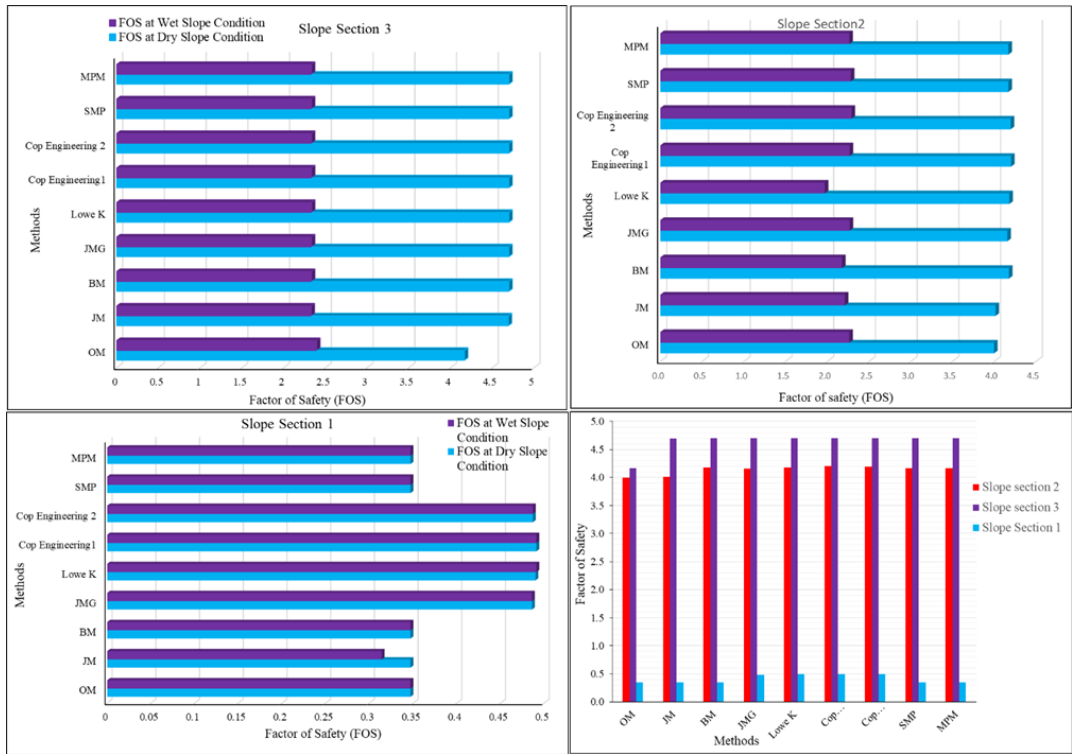 FOS at Wet Slope Condition
FOS at Dry Slope Condition
Slope Section 3
MPM
SMP
Cop Engineering 2
Cop Engineering1
Lowe K
JMG
BM
JM
OM
Methods
0 0.5 1 1.5 2 2.5 3 3.5 4 4.5 5
Factor of Safety (FOS)
Slope Section2
MPM
SMP
Cop Engineering
2
Cop
Engineering1
Lowe K
JMG
BM
JM
OM
Methods
0.0 0.5 1.0 1.5 2.0 2.5 3.0 3.5 4.0 4.5
Factor of safety (FOS)
Slope Section 1
FOS at Wet Slope
Condition
FOS at Dry Slope
Condition
MPM
SMP
Cop Engineering 2
Cop Engineering1
Lowe K
JMG
BM
JM
OM
Methods
0 0.05 0.1 0.15 0.2 0.25 0.3 0.35 0.4 0.45 0.5
Factor of Safety (FOS)
5.0
4.5
4.0
3.5
3.0
2.5
2.0
1.5
1.0
0.5
0.0
Factor of Safety
Slope section 2
Slope section 3
Slope Section 1
OM JM BM JMG Lowe K Cop... Cop... SMP MPM
Methods